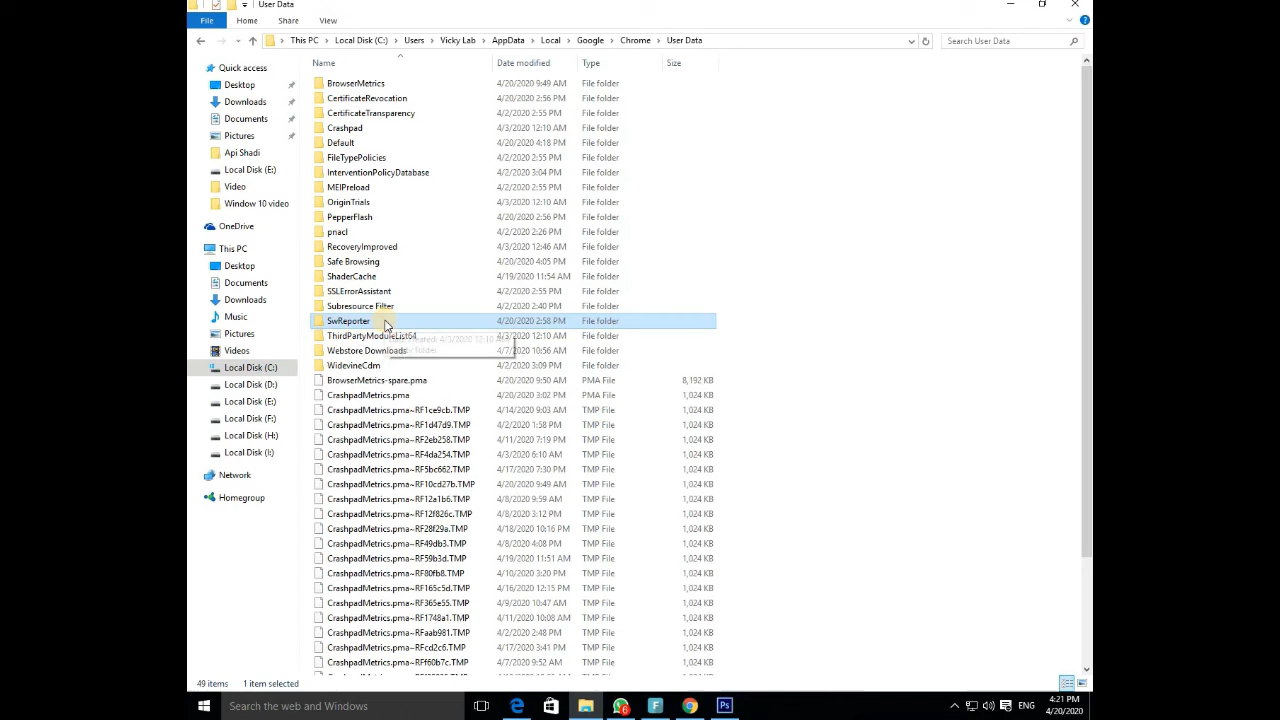 User Data
File Home Share View
This PC Local Disk (C:) Users Vicky Lab AppData Local Google Chrome User Data
Search User Data
Name Date modified Type Size
Quick access
Desktop
Downloads
Documents
Pictures
Api Shadi
Local Disk (E:)
Video
Window 10 video
OneDrive
This PC
Desktop
Documents
Downloads
Music
Pictures
Videos
Local Disk (C:)
Local Disk (D:)
Local Disk (E:)
Local Disk (F:)
Local Disk (H:)
Local Disk (I:)
Network
Homegroup
BrowserMetrics 4/20/2020 9:49 AM File folder
CertificateRevocation 4/20/2020 2:56 PM File folder
CertificateTransparency 4/2/2020 2:55 PM File folder
Crashpad 4/3/2020 12:10 AM File folder
Default 4/20/2020 4:18 PM File folder
FileTypePolicies 4/2/2020 2:55 PM File folder
InterventionPolicyDatabase 4/2/2020 3:04 PM File folder
MEIPreload 4/2/2020 2:55 PM File folder
OriginTrials 4/3/2020 12:10 AM File folder
PepperFlash 4/20/2020 2:56 PM File folder
pnacl 4/2/2020 2:26 PM File folder
RecoveryImproved 4/3/2020 12:46 AM File folder
Safe Browsing 4/20/2020 4:05 PM File folder
ShaderCache 4/19/2020 11:54 AM File folder
SSLErrorAssistant 4/2/2020 2:55 PM File folder
Subresource Filter 4/2/2020 2:40 PM File folder
SwReporter 4/20/2020 2:58 PM File folder
ThirdPartyModuleList64 4/3/2020 12:10 AM File folder
Webstore Downloads 4/7/2020 10:56 AM File folder
WidevineCdm 4/2/2020 3:09 PM File folder
BrowserMetrics-spare.pma 4/20/2020 9:50 AM PMA File 8,192 KB
CrashpadMetrics.pma 4/20/2020 3:02 PM PMA File 1,024 KB
CrashpadMetrics.pma~RF1ce9cb.TMP 4/14/2020 9:03 AM TMP File 1,024 KB
CrashpadMetrics.pma~RF1d47d9.TMP 4/2/2020 1:58 PM TMP File 1,024 KB
CrashpadMetrics.pma~RF2eb258.TMP 4/11/2020 7:19 PM TMP File 1,024 KB
CrashpadMetrics.pma~RF4da254.TMP 4/3/2020 6:10 AM TMP File 1,024 KB
CrashpadMetrics.pma~RF5bc662.TMP 4/17/2020 7:30 PM TMP File 1,024 KB
CrashpadMetrics.pma~RF10cd27b.TMP 4/20/2020 9:49 AM TMP File 1,024 KB
CrashpadMetrics.pma~RF12a1b6.TMP 4/8/2020 9:59 AM TMP File 1,024 KB
CrashpadMetrics.pma~RF12f826c.TMP 4/8/2020 3:12 PM TMP File 1,024 KB
CrashpadMetrics.pma~RF28f29a.TMP 4/18/2020 10:16 PM TMP File 1,024 KB
CrashpadMetrics.pma~RF49db3.TMP 4/13/2020 4:08 PM TMP File 1,024 KB
CrashpadMetrics.pma~RF59b3d.TMP 4/19/2020 11:51 AM TMP File 1,024 KB
CrashpadMetrics.pma~RF80fb8.TMP 4/10/2020 3:20 PM TMP File 1,024 KB
CrashpadMetrics.pma~RF165c5d.TMP 4/16/2020 12:15 PM TMP File 1,024 KB
CrashpadMetrics.pma~RF365e55.TMP 4/9/2020 10:47 AM TMP File 1,024 KB
CrashpadMetrics.pma~RF1748a1.TMP 4/11/2020 10:08 AM TMP File 1,024 KB
CrashpadMetrics.pma~RFaab981.TMP 4/2/2020 2:48 PM TMP File 1,024 KB
CrashpadMetrics.pma~RFcd2c6.TMP 4/17/2020 3:41 PM TMP File 1,024 KB
CrashpadMetrics.pma~RFf60b7c.TMP 4/7/2020 9:52 AM TMP File 1,024 KB
49 items 1 item selected
Search the web and Windows
ENG
4:21 PM
4/20/2020